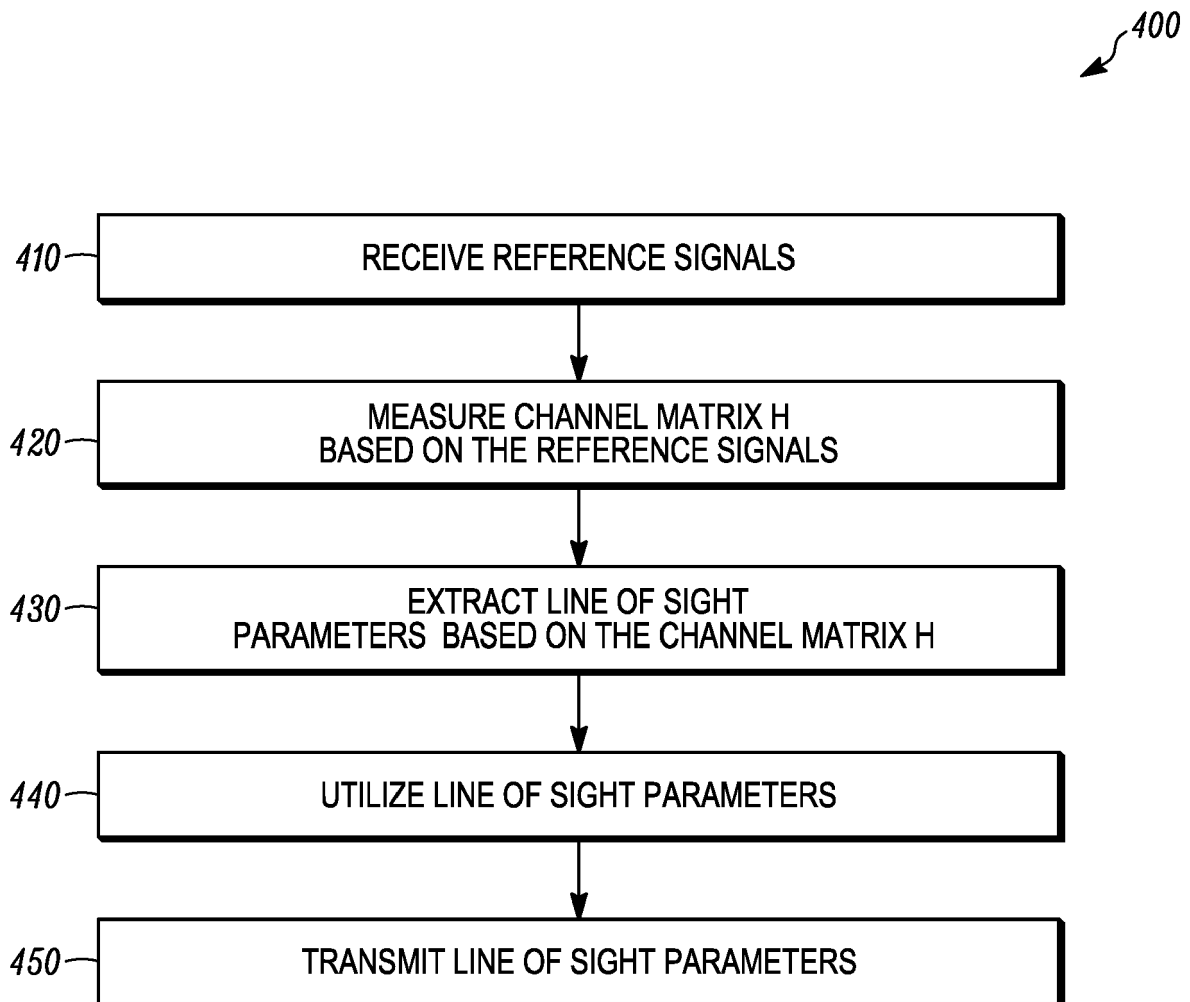 400
410
RECEIVE REFERENCE SIGNALS
420
MEASURE CHANNEL MATRIX H
BASED ON THE REFERENCE SIGNALS
430
EXTRACT LINE OF SIGHT
PARAMETERS BASED ON THE CHANNEL MATRIX H
440
UTILIZE LINE OF SIGHT PARAMETERS
450
TRANSMIT LINE OF SIGHT PARAMETERS